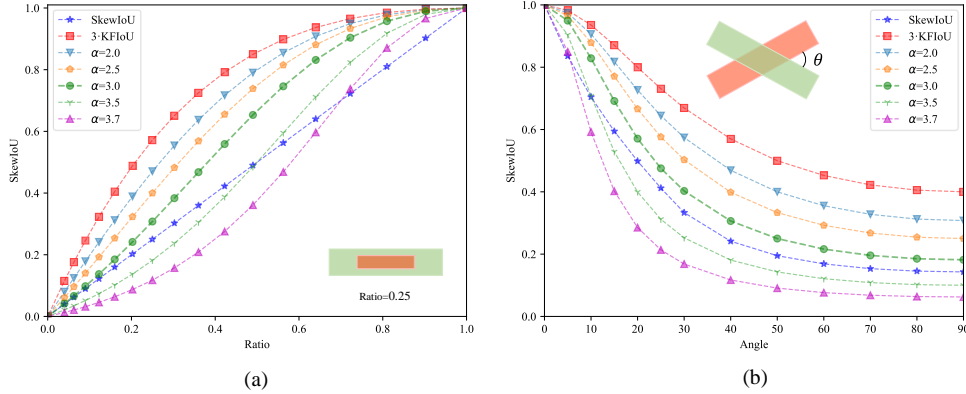 1.0
0.8
0.6
0.4
0.2
0.0
SkewIoU
0.0 0.2 0.4 0.6 0.8 1.0
Ratio
SkewIoU
3·KFIoU
α=2.0
α=2.5
α=3.0
α=3.5
α=3.7
Ratio=0.25
(a)
1.0
0.8
0.6
0.4
0.2
0.0
SkewIoU
0 10 20 30 40 50 60 70 80 90
Angle
θ
SkewIoU
3·KFIoU
α=2.0
α=2.5
α=3.0
α=3.5
α=3.7
(b)